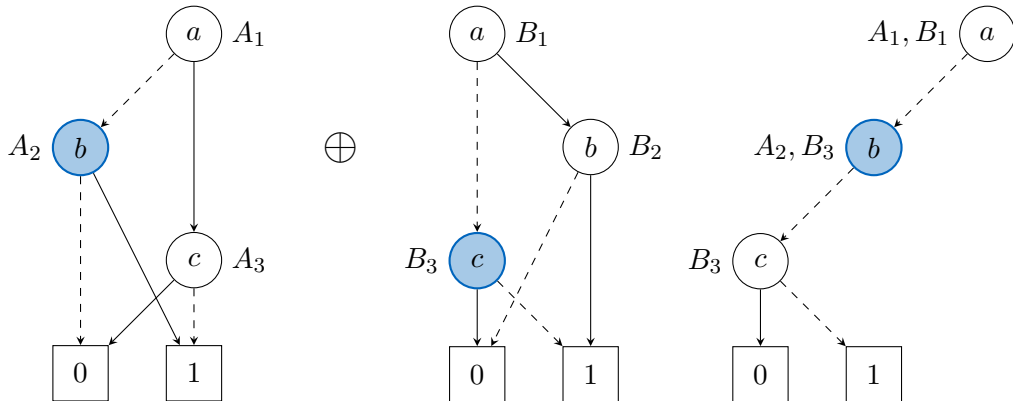 a A₁ a B₁ A₁, B₁ a
A₂ b ⊕ b B₂ A₂, B₃ b
c A₃ B₃ c B₃ c
0 1 0 1 0 1